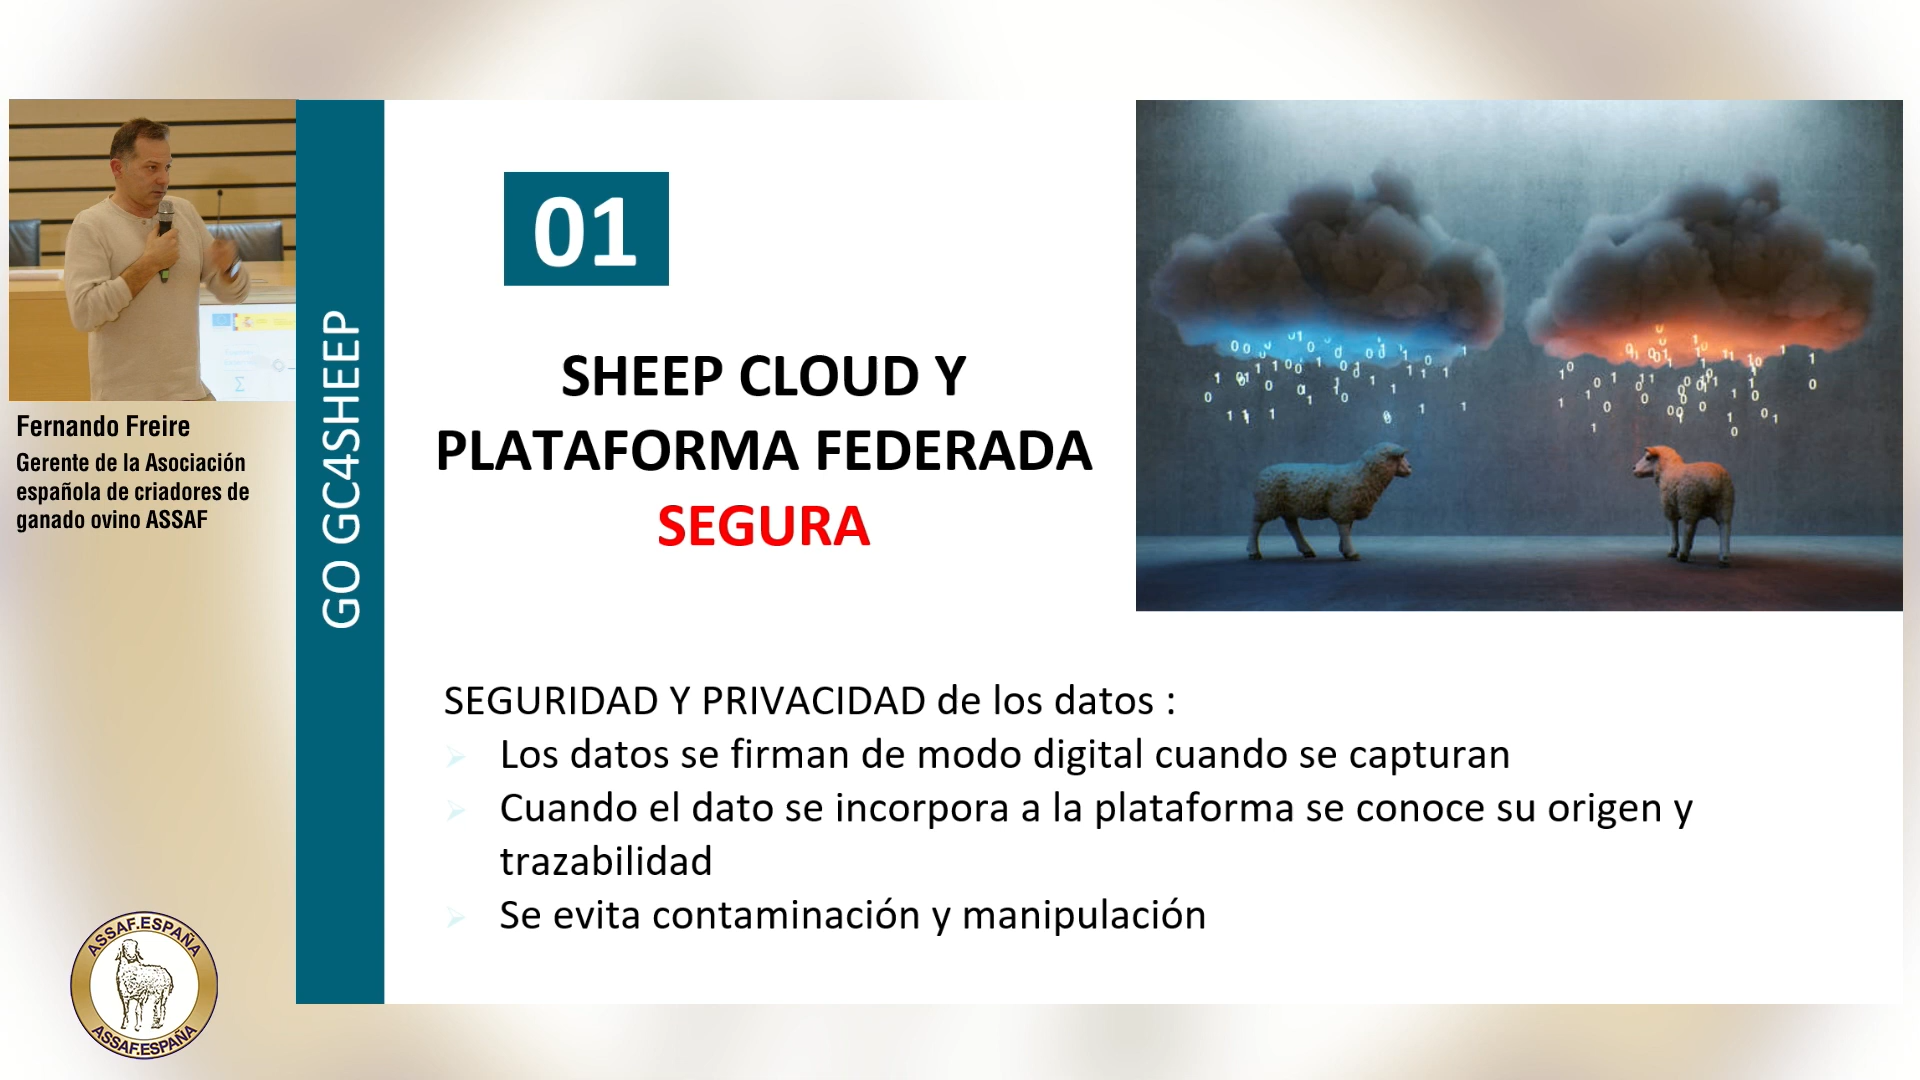 Fernando Freire
Gerente de la Asociación
española de criadores de
ganado ovino ASSAF
ASSAF.ESPAÑA
ASSAF.ESPAÑA
GO GC4SHEEP
01
SHEEP CLOUD Y
PLATAFORMA FEDERADA
SEGURA
SEGURIDAD Y PRIVACIDAD de los datos :
Los datos se firman de modo digital cuando se capturan
Cuando el dato se incorpora a la plataforma se conoce su origen y
trazabilidad
Se evita contaminación y manipulación